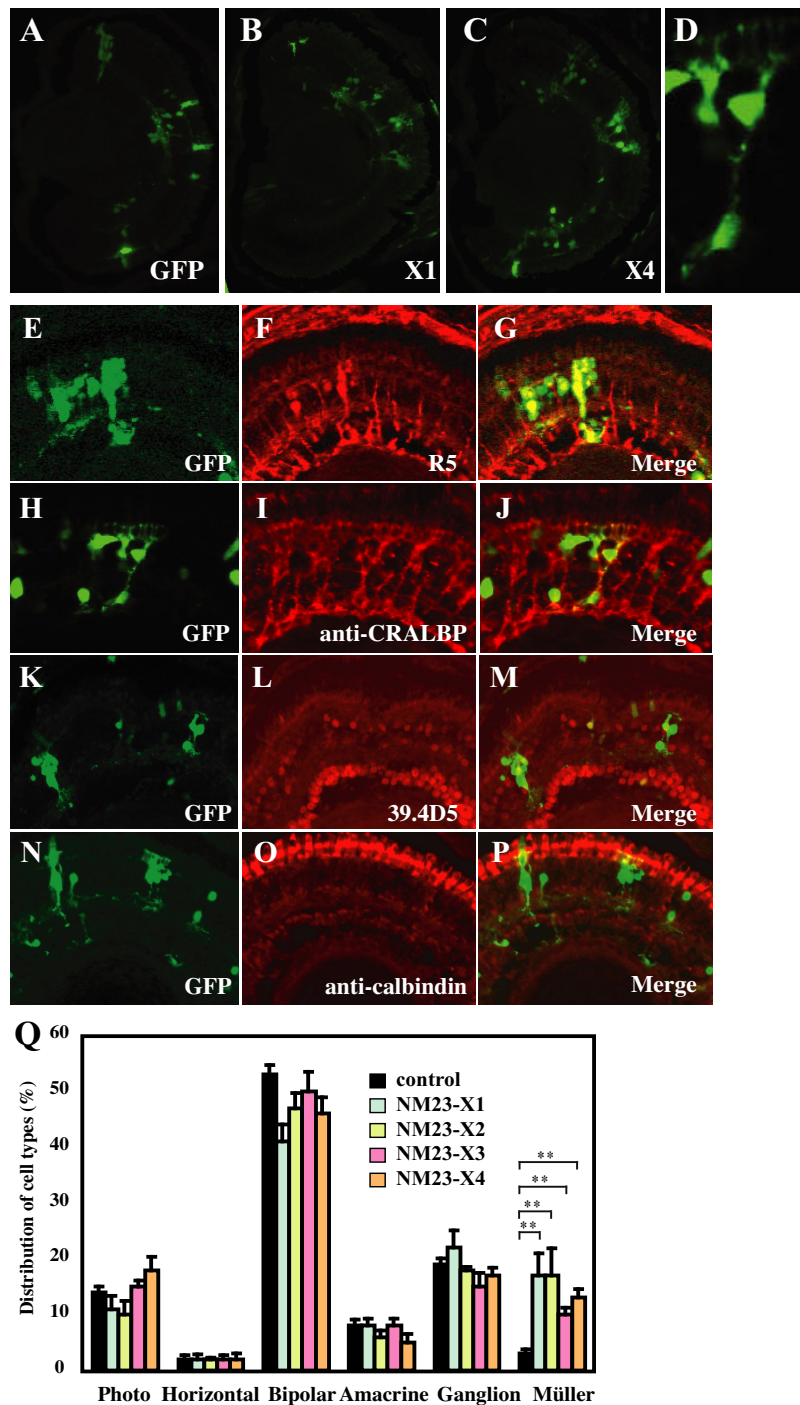 A
B
C
D
GFP
X1
X4
E
F
G
GFP
R5
Merge
H
I
J
GFP
anti-CRALBP
Merge
K
L
M
GFP
39.4D5
Merge
N
O
P
GFP
anti-calbindin
Merge
Q
60
50
40
30
20
10
0
Distribution of cell types (%)
control
NM23-X1
NM23-X2
NM23-X3
NM23-X4
**
**
**
**
Photo Horizontal Bipolar Amacrine Ganglion Müller